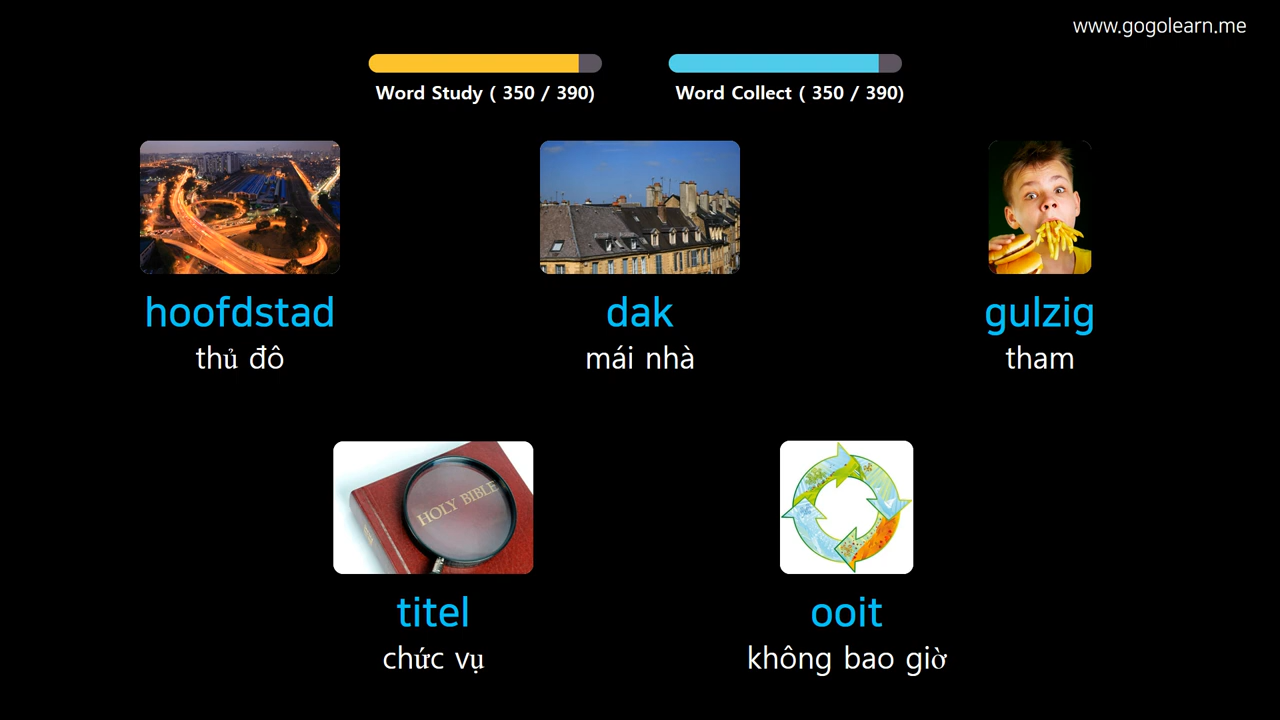 www.gogolearn.me
Word Study ( 350 / 390)
Word Collect ( 350 / 390)
hoofdstad
thủ đô
dak
mái nhà
gulzig
tham
HOLY BIBLE
titel
chức vụ
ooit
không bao giờ